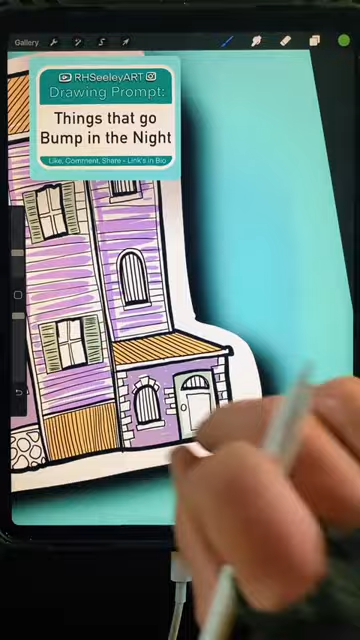 Gallery
RHSeeleyART
Drawing Prompt:
Things that go
Bump in the Night
Like, Comment, Share - Link's in Bio